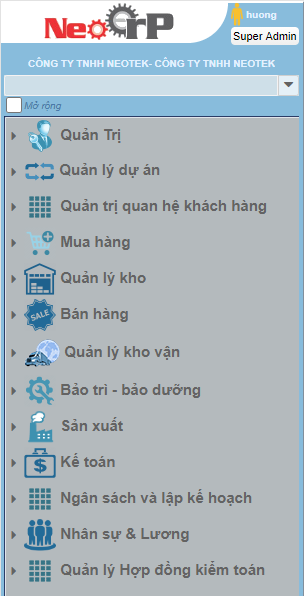 NeoErP
huong
Super Admin
CÔNG TY TNHH NEOTEK- CÔNG TY TNHH NEOTEK
Mở rộng
Quản Trị
Quản lý dự án
Quản trị quan hệ khách hàng
Mua hàng
Quản lý kho
SALE
Bán hàng
Quản lý kho vận
Bảo trì - bảo dưỡng
Sản xuất
$
Kế toán
Ngân sách và lập kế hoạch
Nhân sự & Lương
Quản lý Hợp đồng kiểm toán